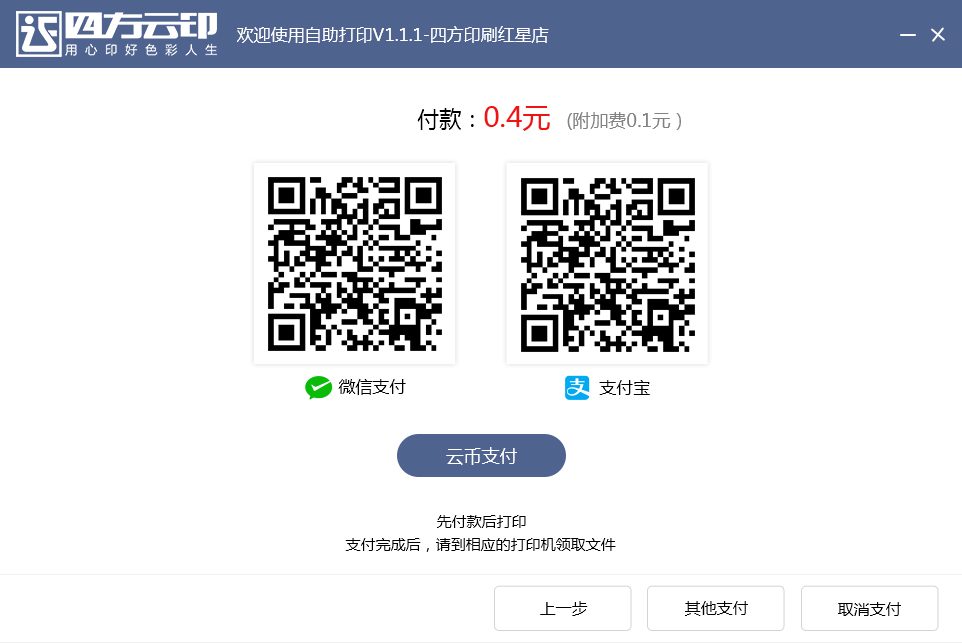 四方云印
用心印好色彩人生
欢迎使用自助打印V1.1.1-四方印刷红星店
付款：0.4元 (附加费0.1元）
微信支付
支付宝
云币支付
先付款后打印
支付完成后，请到相应的打印机领取文件
上一步
其他支付
取消支付